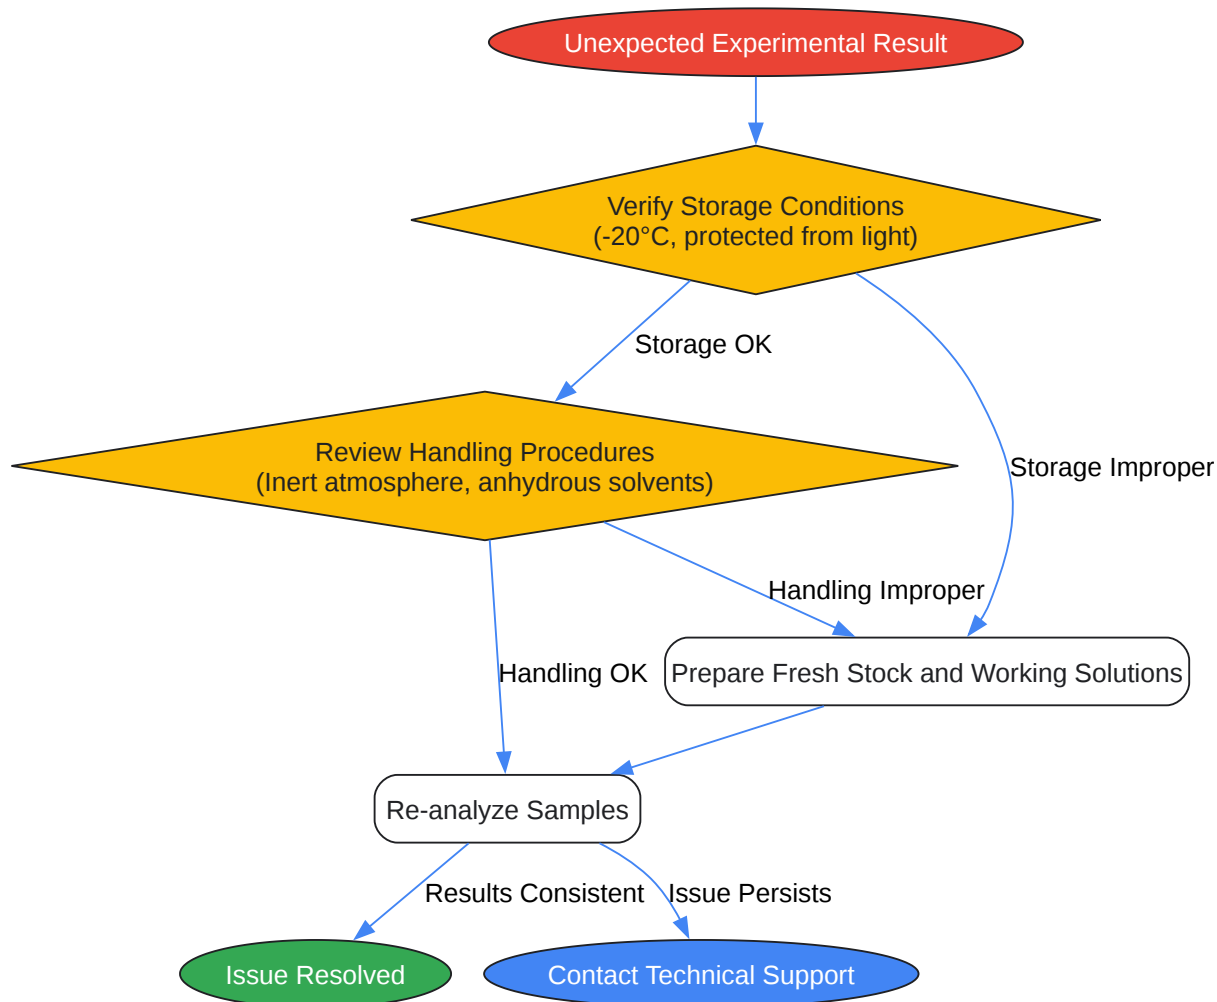 Unexpected Experimental Result
Verify Storage Conditions
(-20°C, protected from light)
Storage OK
Review Handling Procedures
(Inert atmosphere, anhydrous solvents)
Storage Improper
Handling Improper
Handling OK
Prepare Fresh Stock and Working Solutions
Re-analyze Samples
Results Consistent
Issue Persists
Issue Resolved
Contact Technical Support